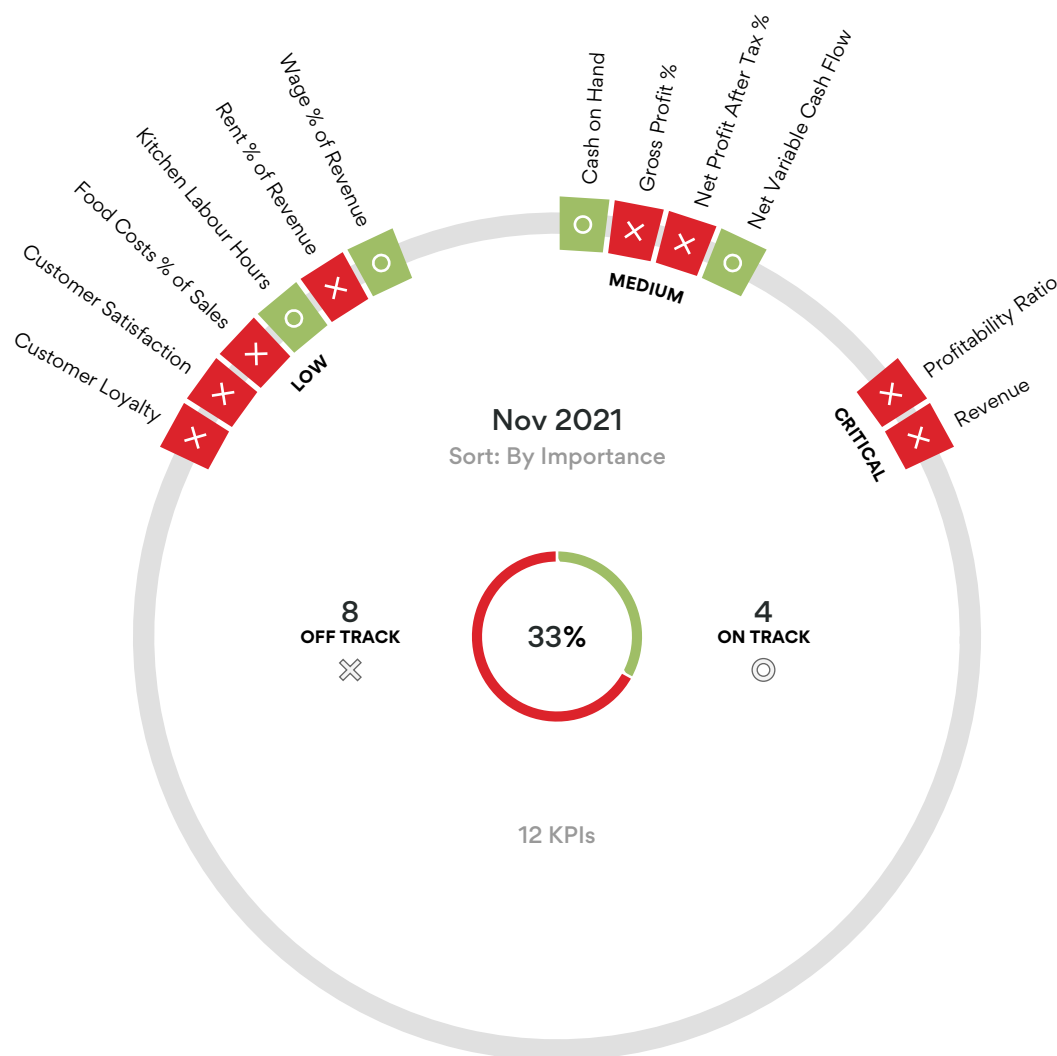 Customer Loyalty
Customer Satisfaction
Food Costs % of Sales
Kitchen Labour Hours
Rent % of Revenue
Wage % of Revenue
LOW
Cash on Hand
Gross Profit %
Net Profit After Tax %
Net Variable Cash Flow
MEDIUM
Profitability Ratio
Revenue
CRITICAL
Nov 2021
Sort: By Importance
8
OFF TRACK
33%
4
ON TRACK
12 KPIs